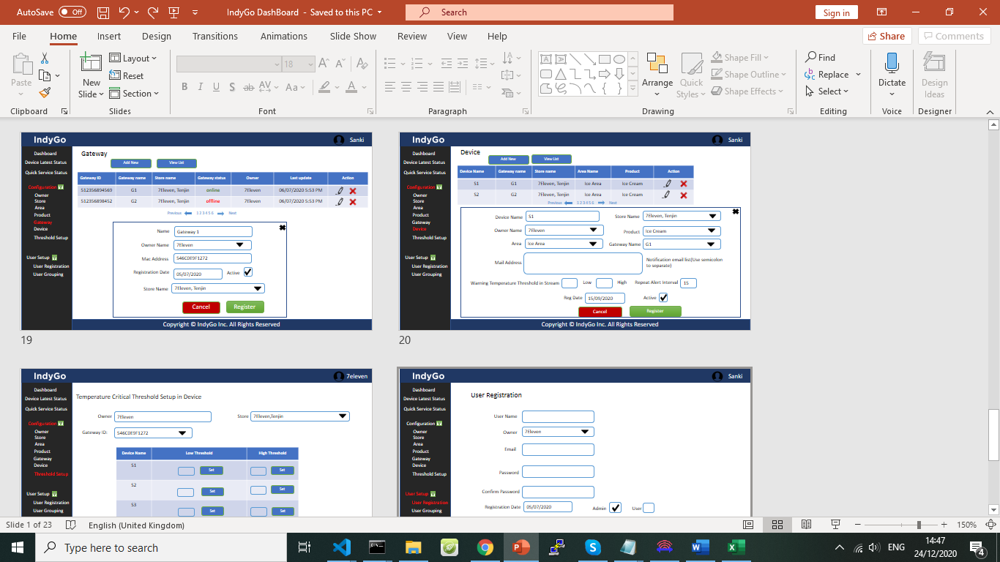 AutoSave Off IndyGo DashBoard - Saved to this PC Search Sign in
File Home Insert Design Transitions Animations Slide Show Review View Help Share Comments
Paste
New Slide
Layout
Reset
Section
18
B I U S ab AV Aa A
Arrange
Quick Styles
Shape Fill
Shape Outline
Shape Effects
Find
Replace
Select
Dictate
Design Ideas
Clipboard Slides Font Paragraph Drawing Editing Voice Designer
IndyGo Sanki
Dashboard
Device Latest Status
Quick Service Status
Configuration
Owner
Store
Area
Product
Gateway
Device
Threshold Setup
User Setup
User Registration
User Grouping
Gateway
Add New View List
Gateway ID Gateway name Store name Gateway status Owner Last update Action
S12356894569 G1 7Eleven, Tenjin online 7Eleven 06/07/2020 5:53 PM
S12356898452 G2 7Eleven, Tenjin offline 7Eleven 06/07/2020 5:53 PM
Previous 1 2 3 4 5 6 Next
Name Gateway 1
Owner Name 7Eleven
Mac Address 546C0E9F1272
Registration Date 05/07/2020 Active
Store Name 7Eleven, Tenjin
Cancel Register
Copyright © IndyGo Inc. All Rights Reserved
19
IndyGo Sanki
Dashboard
Device Latest Status
Quick Service Status
Configuration
Owner
Store
Area
Product
Gateway
Device
Threshold Setup
User Setup
User Registration
User Grouping
Device
Add New View List
Device Name Gateway name Store name Area Name Product Action
S1 G1 7Eleven, Tenjin Ice Area Ice Cream
S2 G2 7Eleven, Tenjin Ice Area Ice Cream
Previous 1 2 3 4 5 6 Next
Device Name S1 Store Name 7Eleven, Tenjin
Owner Name 7Eleven Product Ice Cream
Area Ice Area Gateway Name G1
Mail Address Notification email list(Use semicolon
to separate)
Warning Temperature Threshold in Stream Low High Repeat Alert Interval 15
Reg Date 15/09/2020 Active
Cancel Register
Copyright © IndyGo Inc. All Rights Reserved
20
IndyGo 7eleven
Dashboard
Device Latest Status
Quick Service Status
Configuration
Owner
Store
Area
Product
Gateway
Device
Threshold Setup
User Setup
User Registration
User Grouping
Temperature Critical Threshold Setup in Device
Owner 7Eleven Store 7Eleven,Tenjin
Gateway ID: 546C0E9F1272
Device Name Low Threshold High Threshold
S1 Set Set
S2 Set Set
S3 Set Set
IndyGo Sanki
Dashboard
Device Latest Status
Quick Service Status
Configuration
Owner
Store
Area
Product
Gateway
Device
Threshold Setup
User Setup
User Registration
User Grouping
User Registration
User Name
Owner 7Eleven
Email
Password
Confirm Password
Registration Date 05/07/2020 Admin User
Slide 1 of 23 English (United Kingdom) 150%
Type here to search ENG 14:47
24/12/2020 4